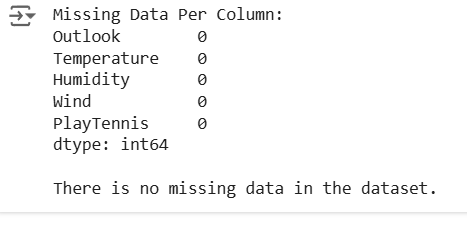 Missing Data Per Column:
Outlook        0
Temperature    0
Humidity       0
Wind           0
PlayTennis     0
dtype: int64

There is no missing data in the dataset.